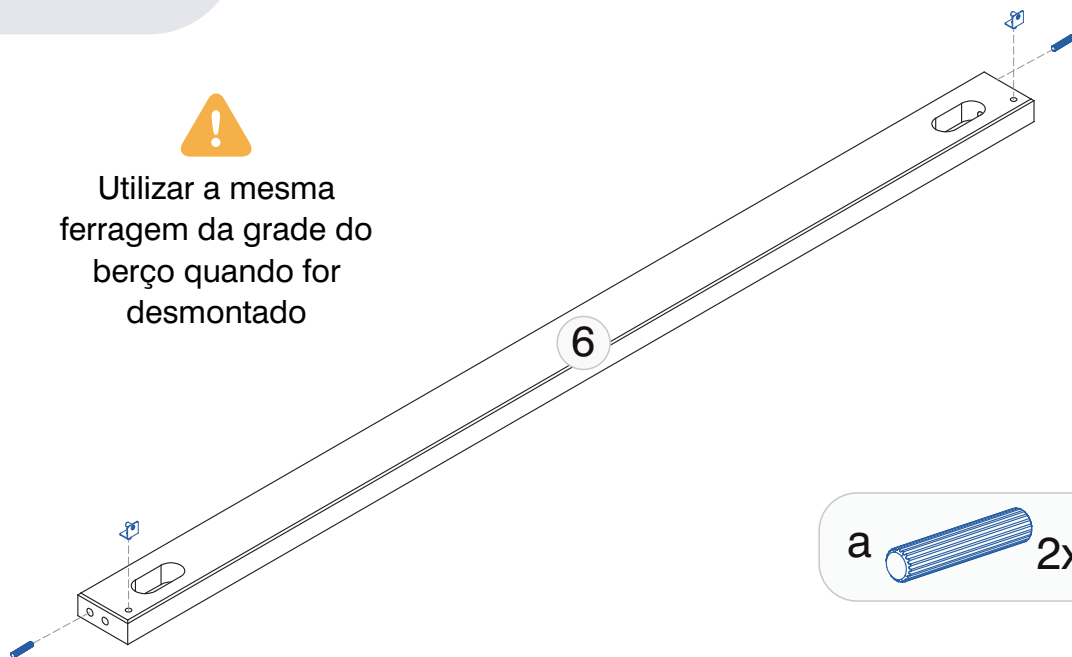 Utilizar a mesma
ferragem da grade do
berço quando for
desmontado
6
a
2x